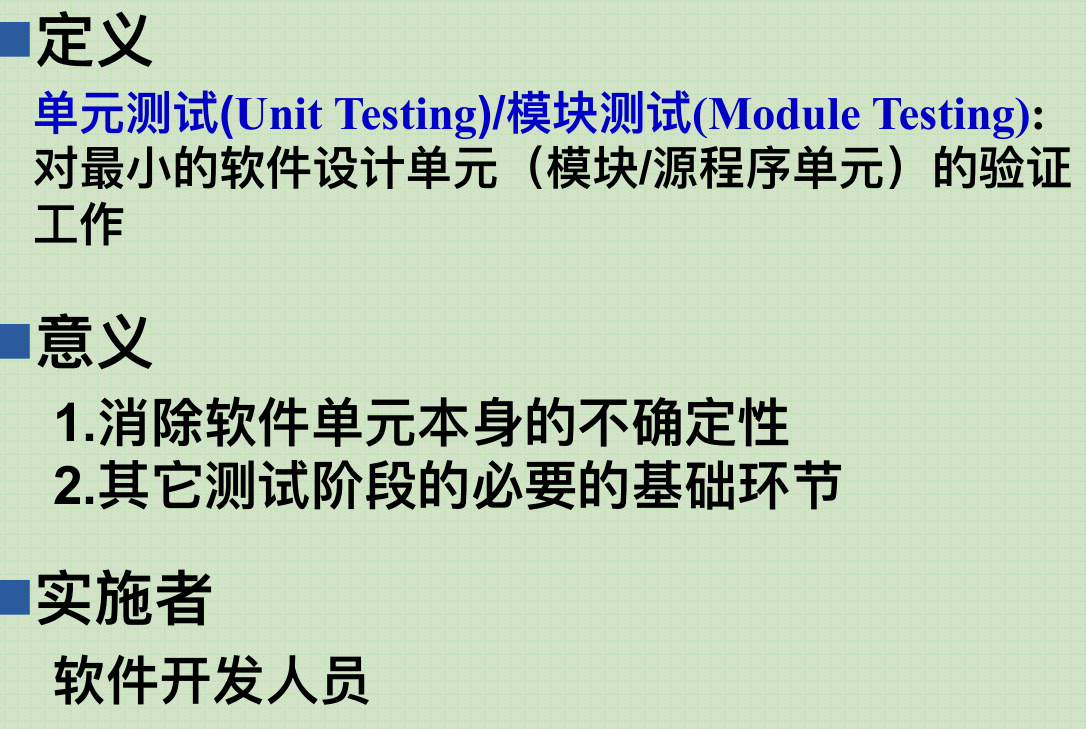 定义
单元测试(Unit Testing)/模块测试(Module Testing):
对最小的软件设计单元（模块/源程序单元）的验证
工作
意义
1.消除软件单元本身的不确定性
2.其它测试阶段的必要的基础环节
实施者
软件开发人员